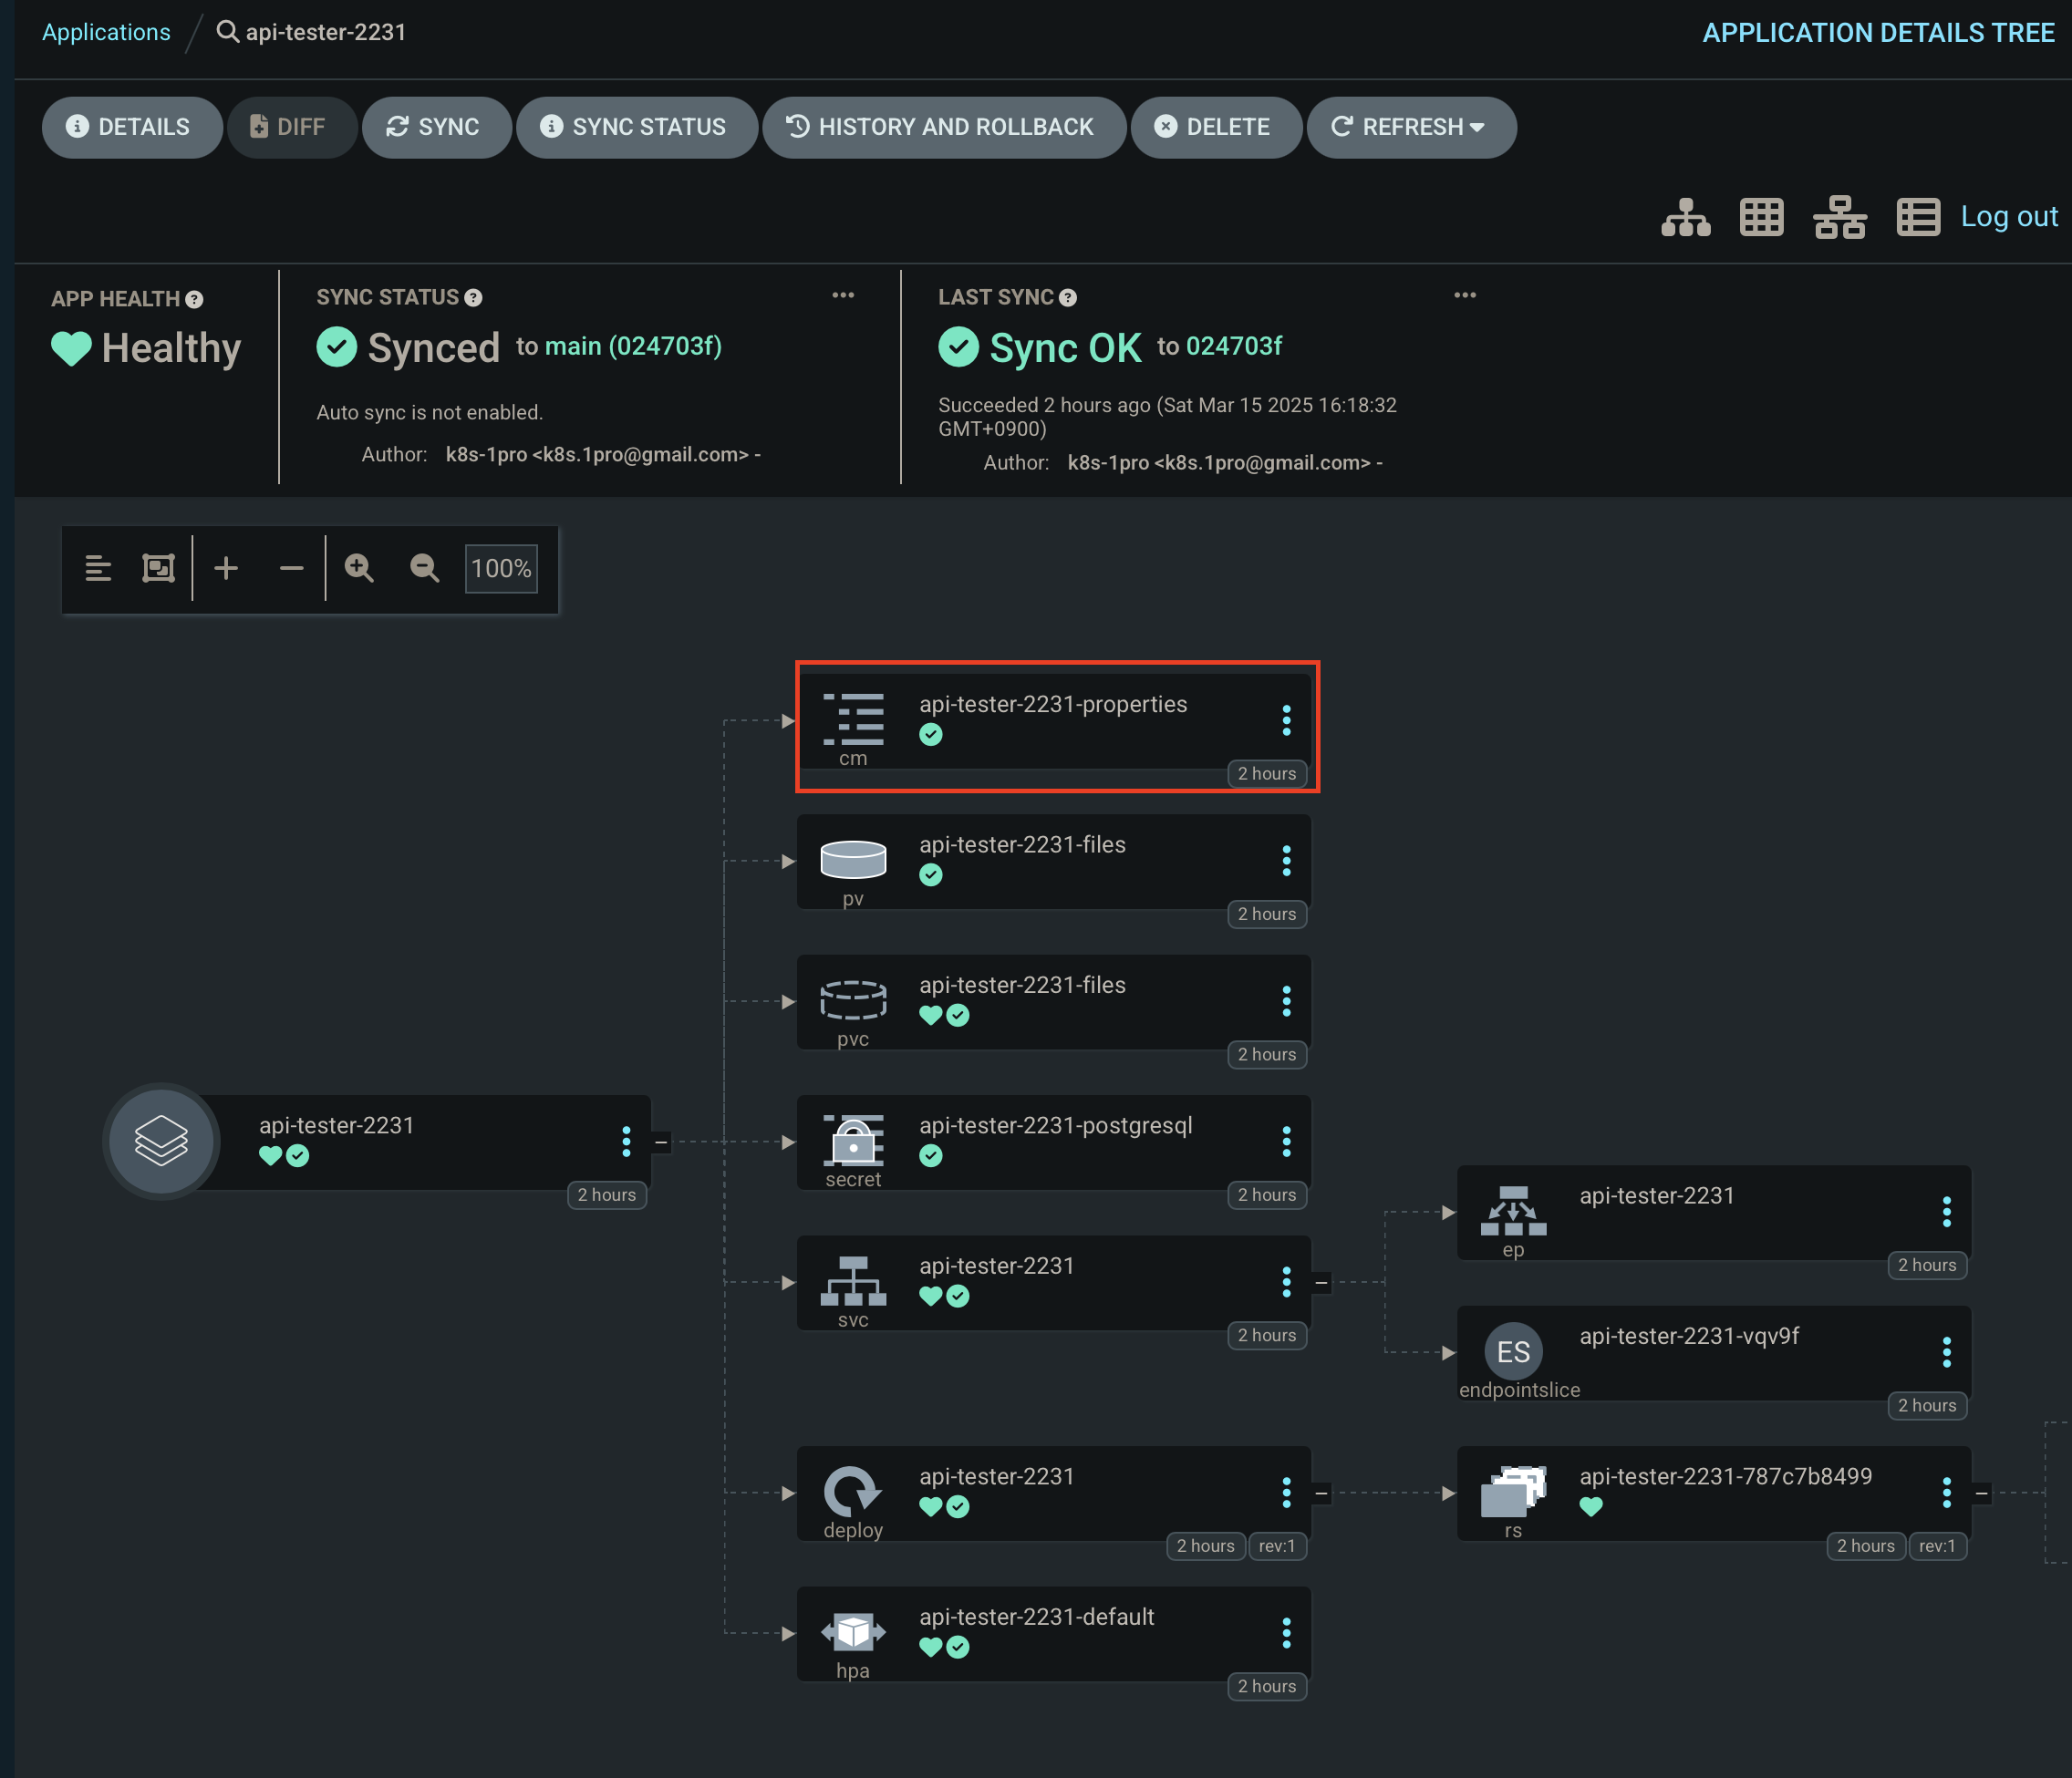 Applications / api-tester-2231
APPLICATION DETAILS TREE
DETAILS
DIFF
SYNC
SYNC STATUS
HISTORY AND ROLLBACK
DELETE
REFRESH
Log out
APP HEALTH
Healthy
SYNC STATUS
Synced to main (024703f)
Auto sync is not enabled.
Author: k8s-1pro <k8s.1pro@gmail.com> -
LAST SYNC
Sync OK to 024703f
Succeeded 2 hours ago (Sat Mar 15 2025 16:18:32
GMT+0900)
Author: k8s-1pro <k8s.1pro@gmail.com> -
100%
api-tester-2231
2 hours
api-tester-2231-properties
cm
2 hours
api-tester-2231-files
pv
2 hours
api-tester-2231-files
pvc
2 hours
api-tester-2231-postgresql
secret
2 hours
api-tester-2231
svc
2 hours
api-tester-2231
deploy
2 hours
rev:1
api-tester-2231-default
hpa
2 hours
api-tester-2231
ep
2 hours
ES
api-tester-2231-vqv9f
endpointslice
2 hours
api-tester-2231-787c7b8499
rs
2 hours
rev:1